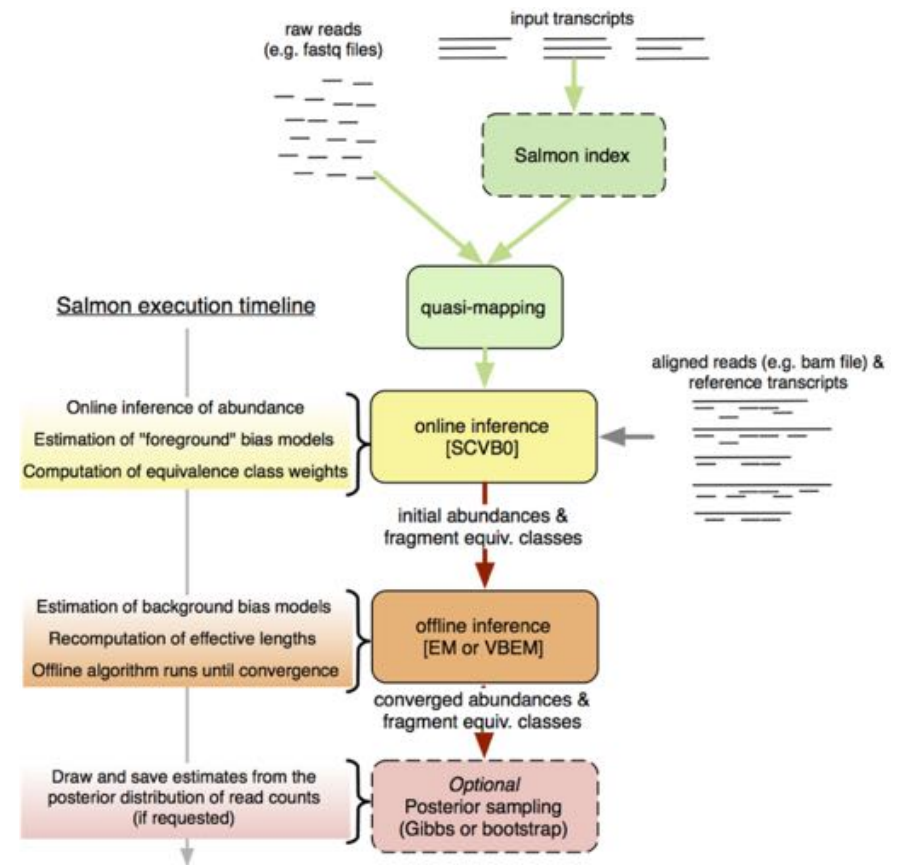 raw reads
(e.g. fastq files)
input transcripts
Salmon index
quasi-mapping
Salmon execution timeline
aligned reads (e.g. bam file) &
reference transcripts
Online inference of abundance
Estimation of "foreground" bias models
Computation of equivalence class weights
online inference
[SCVB0]
initial abundances &
fragment equiv. classes
Estimation of background bias models
Recomputation of effective lengths
Offline algorithm runs until convergence
offline inference
[EM or VBEM]
converged abundances &
fragment equiv. classes
Draw and save estimates from the
posterior distribution of read counts
(if requested)
Optional
Posterior sampling
(Gibbs or bootstrap)